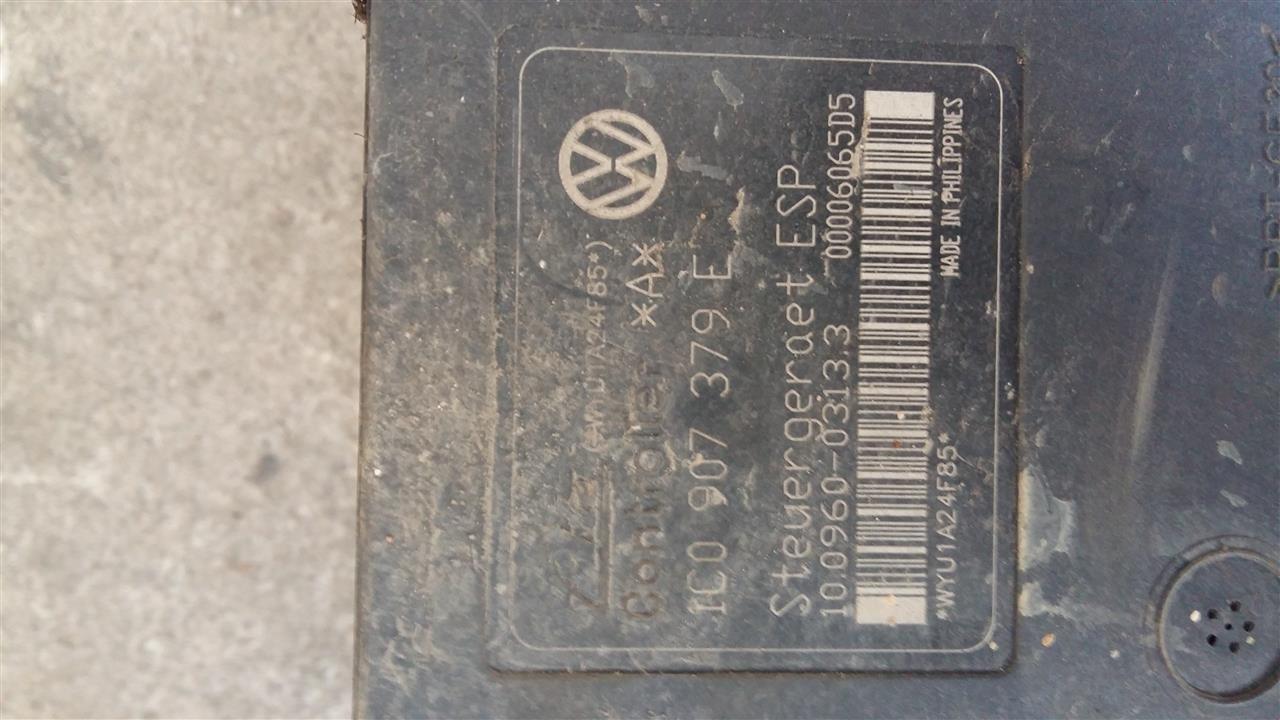 (*WYU1A24F85*)
Controller *A*
1C0 907 379 E
Steuergeraet ESP
10.0960-0313.3 00006065D5
*WYU1A24F85*
MADE IN PHILIPPINES